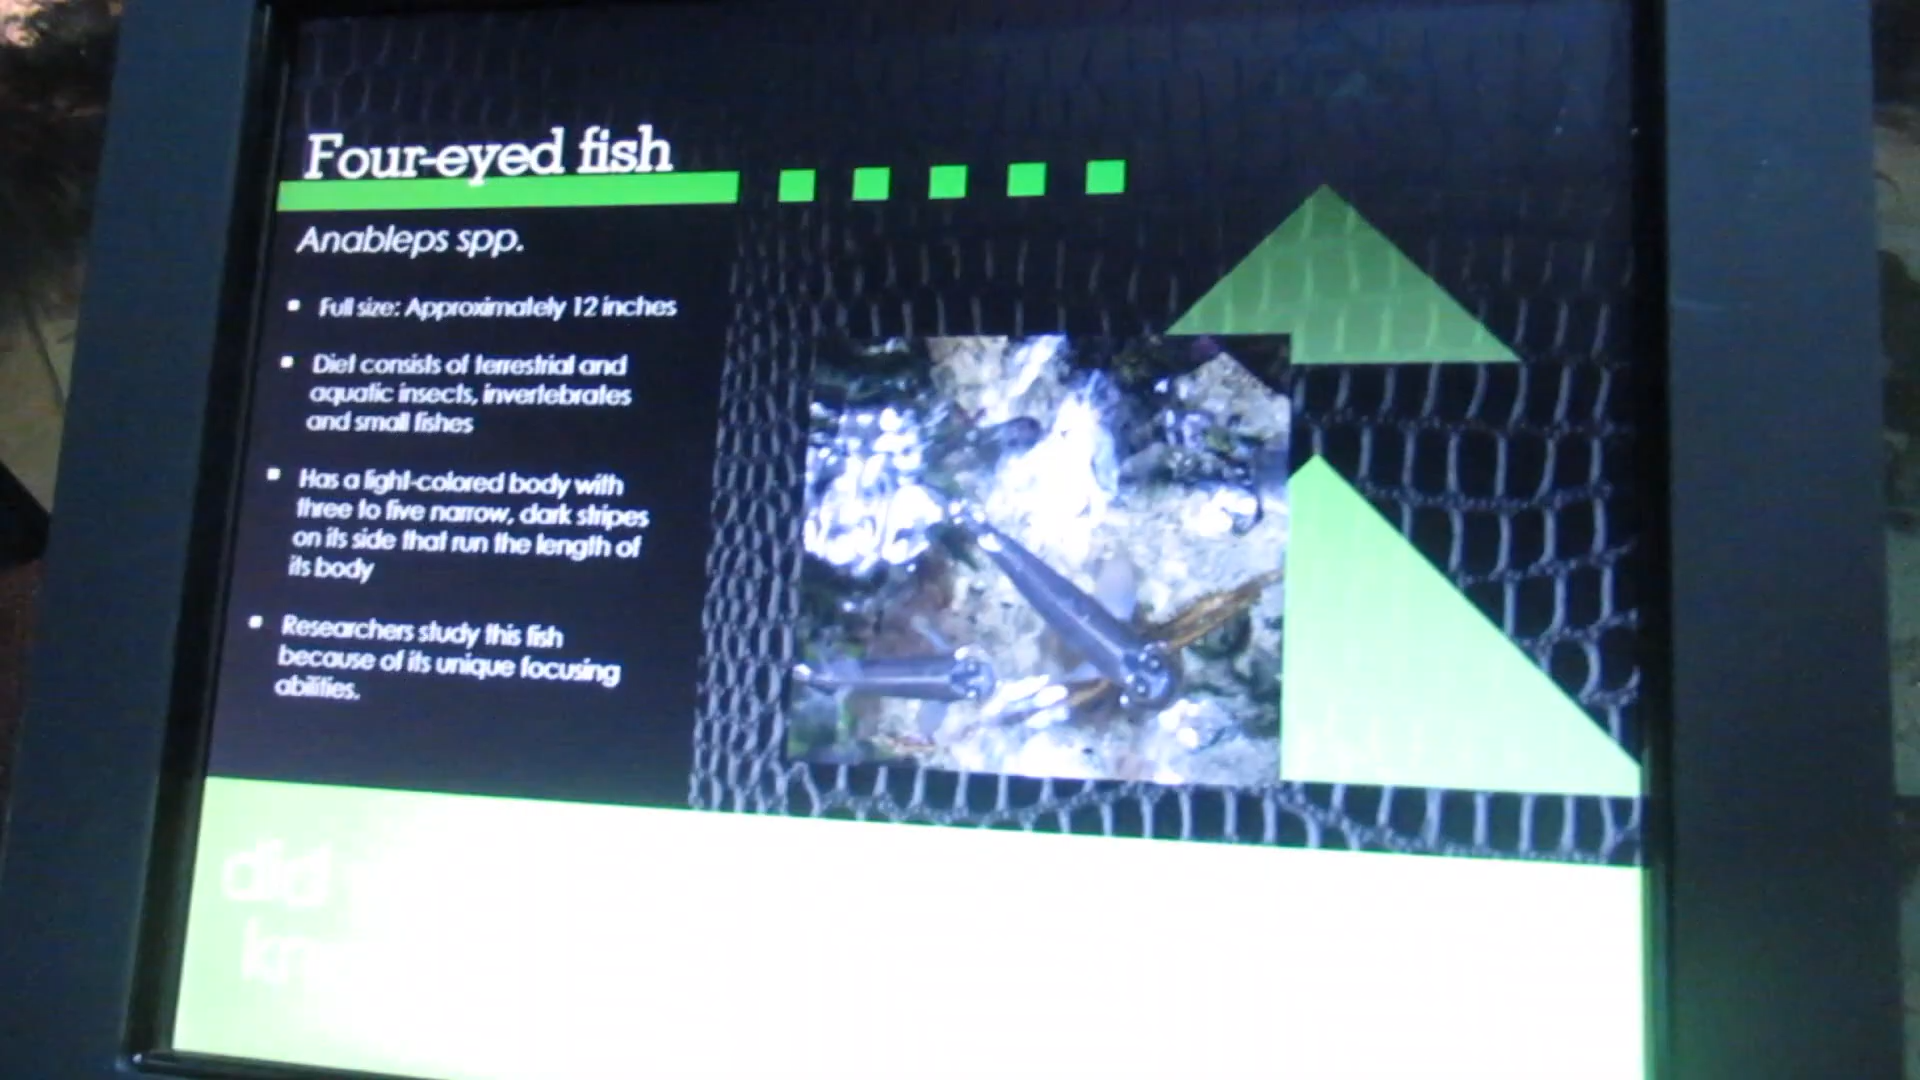 Four-eyed fish
Anableps spp.
Full size: Approximately 12 inches
Diet consists of terrestrial and
aquatic insects, invertebrates
and small fishes
Has a light-colored body with
three to five narrow, dark stripes
on its side that run the length of
its body
Researchers study this fish
because of its unique focusing
abilities.
did